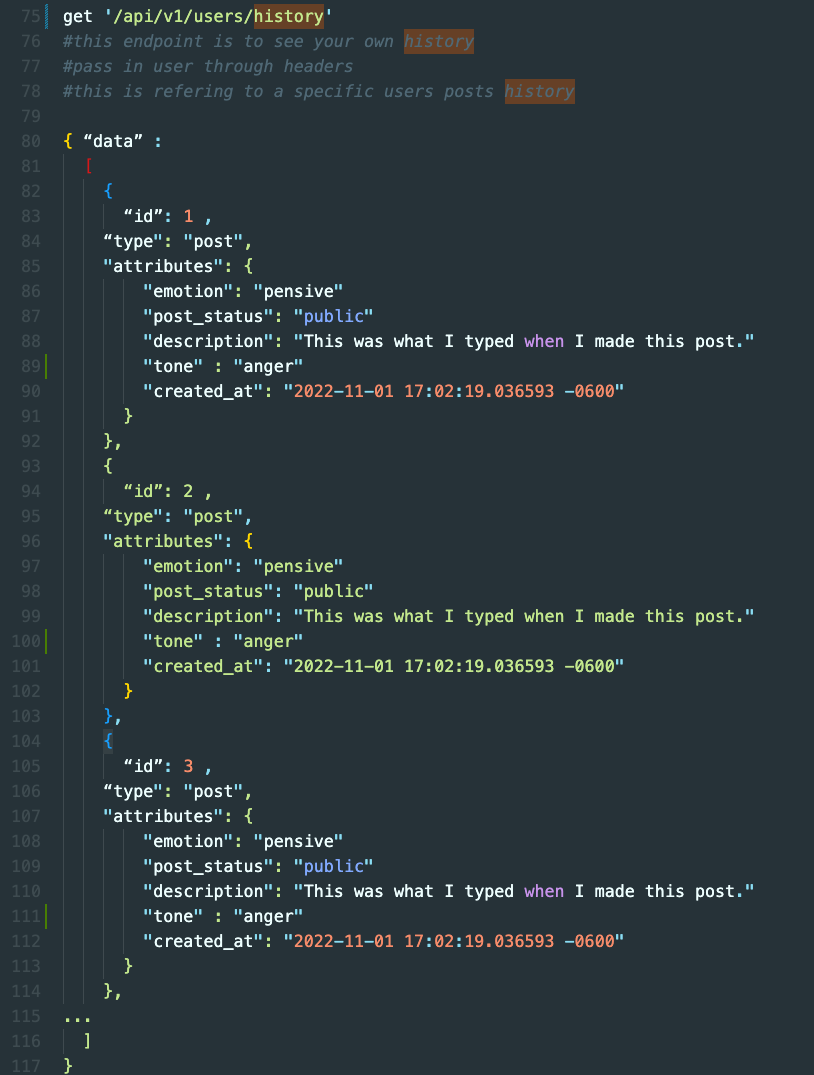 75 get '/api/v1/users/history'
76 #this endpoint is to see your own history
77 #pass in user through headers
78 #this is refering to a specific users posts history
79
80 { “data” :
81 [
82 {
83 “id”: 1 ,
84 “type": "post",
85 "attributes": {
86 "emotion": "pensive"
87 "post_status": "public"
88 "description": "This was what I typed when I made this post."
89 "tone" : "anger"
90 "created_at": "2022-11-01 17:02:19.036593 -0600"
91 }
92 },
93 {
94 “id”: 2 ,
95 “type": "post",
96 "attributes": {
97 "emotion": "pensive"
98 "post_status": "public"
99 "description": "This was what I typed when I made this post."
100 "tone" : "anger"
101 "created_at": "2022-11-01 17:02:19.036593 -0600"
102 }
103 },
104 {
105 “id”: 3 ,
106 “type": "post",
107 "attributes": {
108 "emotion": "pensive"
109 "post_status": "public"
110 "description": "This was what I typed when I made this post."
111 "tone" : "anger"
112 "created_at": "2022-11-01 17:02:19.036593 -0600"
113 }
114 },
115 ...
116 ]
117 }